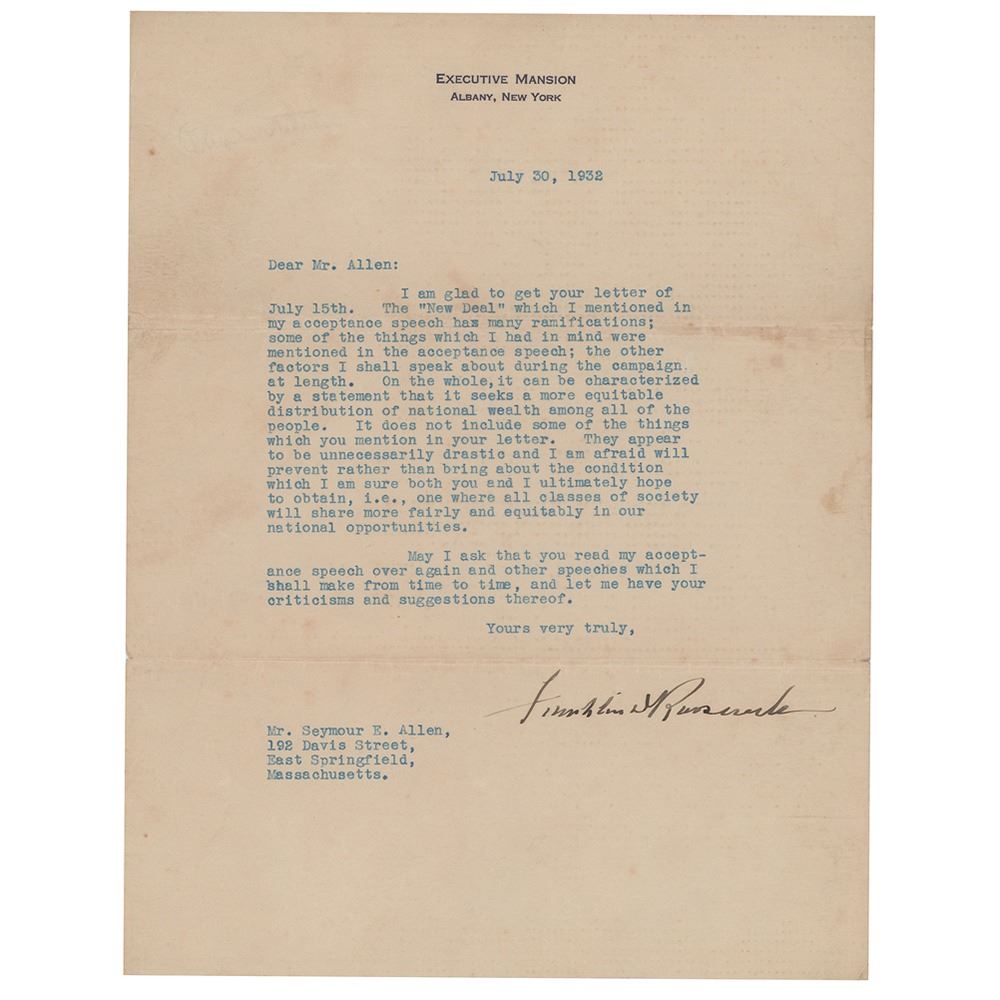 EXECUTIVE MANSION
ALBANY, NEW YORK
July 30, 1932
Dear Mr. Allen:
I am glad to get your letter of
July 15th. The "New Deal" which I mentioned in
my acceptance speech has many ramifications;
some of the things which I had in mind were
mentioned in the acceptance speech; the other
factors I shall speak about during the campaign.
at length. On the whole, it can be characterized
by a statement that it seeks a more equitable
distribution of national wealth among all of the
people. It does not include some of the things
which you mention in your letter. They appear
to be unnecessarily drastic and I am afraid will
prevent rather than bring about the condition
which I am sure both you and I ultimately hope
to obtain, i.e., one where all classes of society
will share more fairly and equitably in our
national opportunities.
May I ask that you read my accept-
ance speech over again and other speeches which I
shall make from time to time, and let me have your
criticisms and suggestions thereof.
Yours very truly,
Franklin D Roosevelt
Mr. Seymour E. Allen,
192 Davis Street,
East Springfield,
Massachusetts.